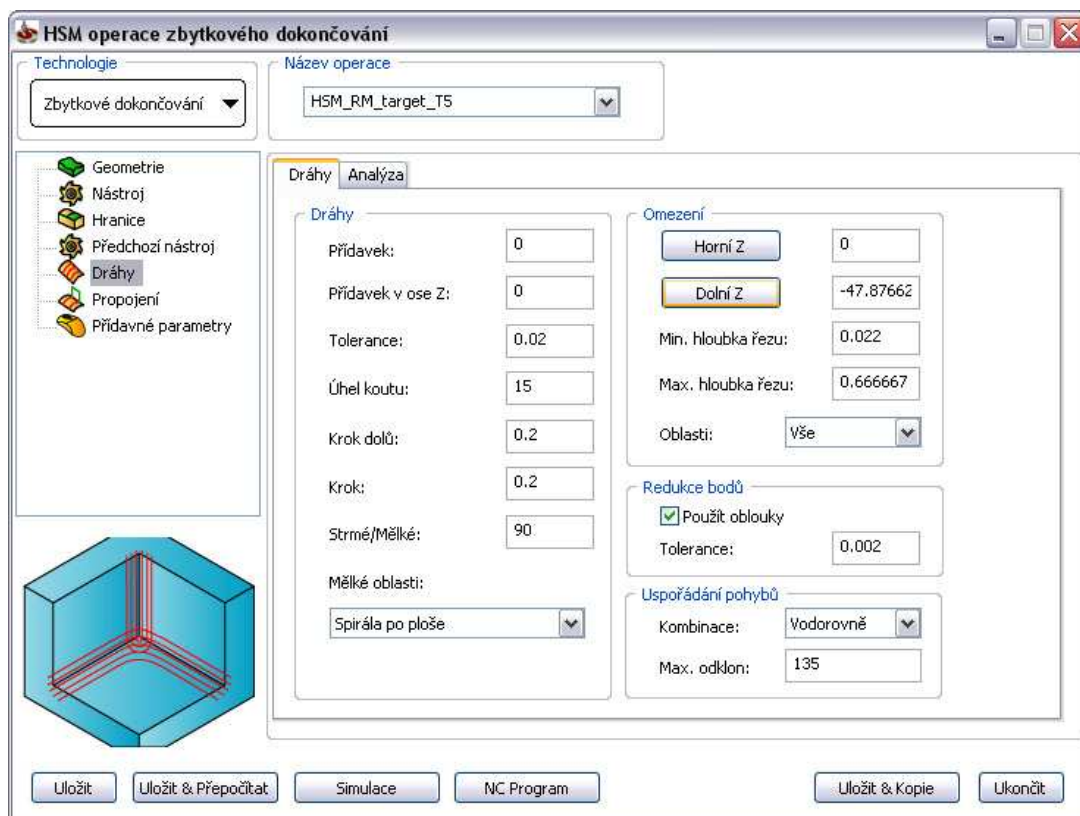 HSM operace zbytkového dokončování
Technologie
Zbytkové dokončování
Název operace
HSM_RM_target_T5
Geometrie
Nástroj
Hranice
Předchozí nástroj
Dráhy
Propojení
Přídavné parametry
Dráhy
Analýza
Dráhy
Přídavek:
0
Přídavek v ose Z:
0
Tolerance:
0.02
Úhel koutu:
15
Krok dolů:
0.2
Krok:
0.2
Strmé/Mělké:
90
Mělké oblasti:
Spirála po ploše
Omezení
Horní Z
0
Dolní Z
-47.87662
Min. hloubka řezu:
0.022
Max. hloubka řezu:
0.666667
Oblasti:
Vše
Redukce bodů
Použít oblouky
Tolerance:
0.002
Uspořádání pohybů
Kombinace:
Vodorovně
Max. odklon:
135
Uložit
Uložit & Přepočítat
Simulace
NC Program
Uložit & Kopie
Ukončit